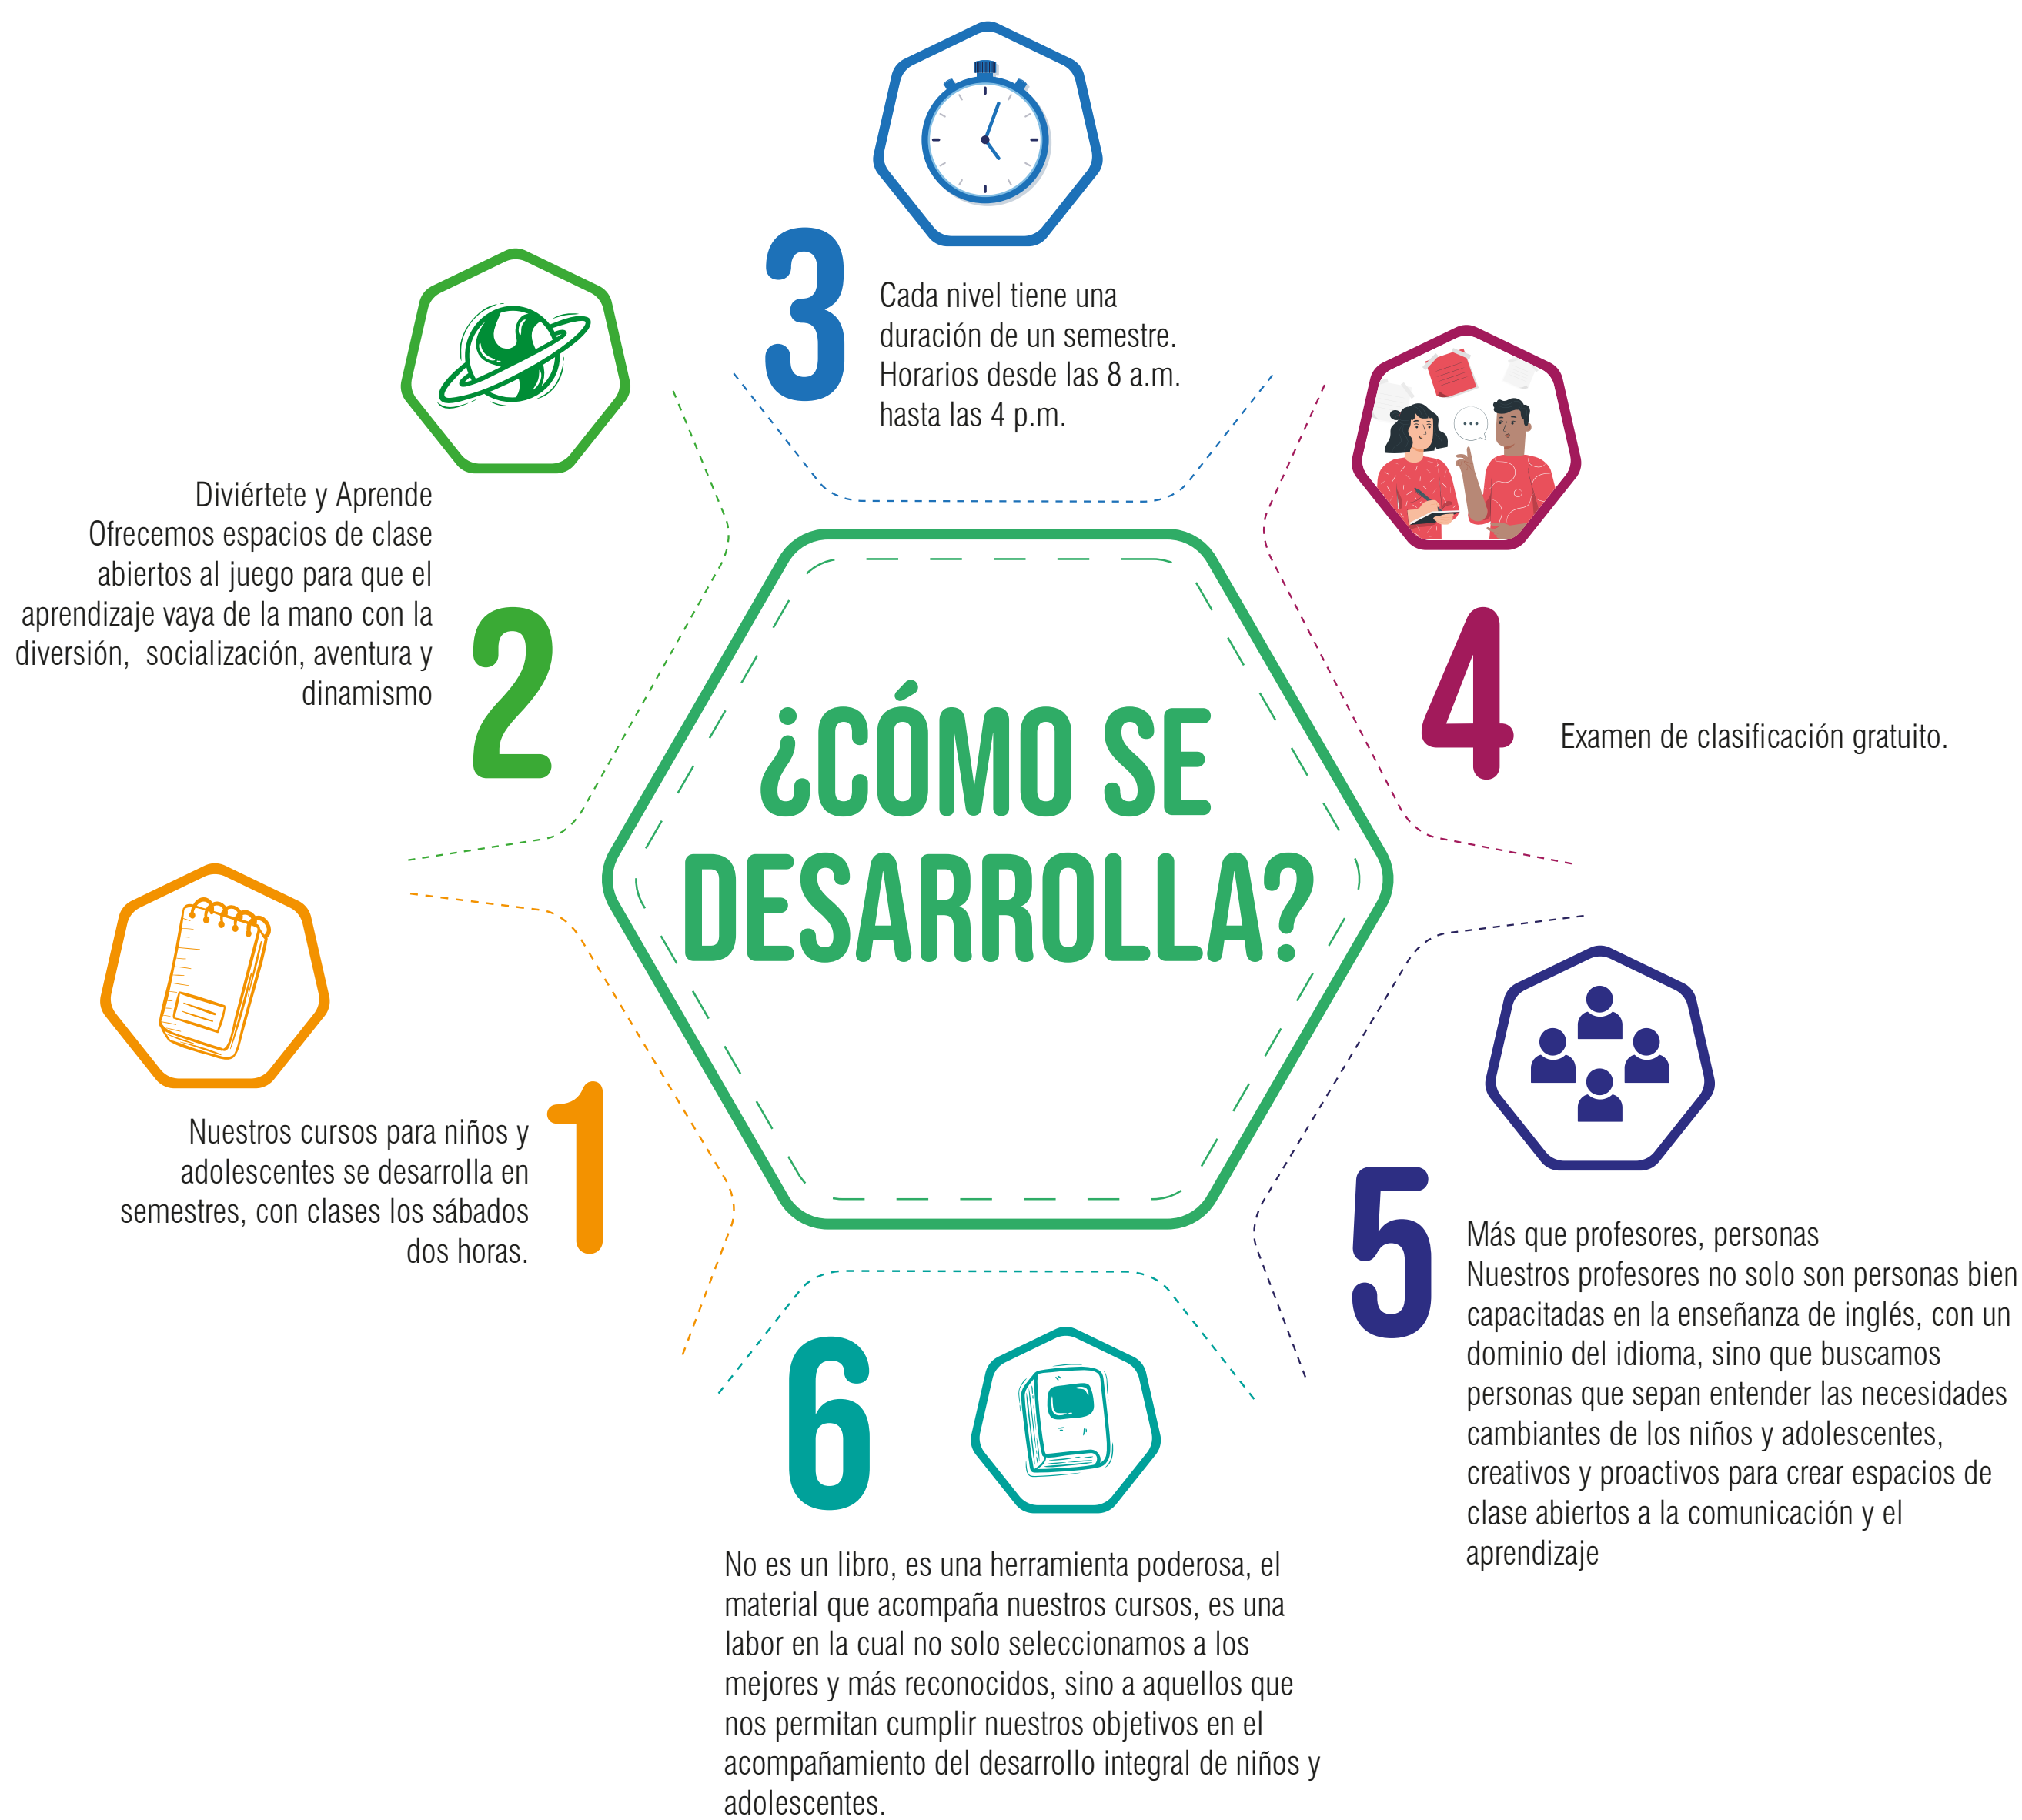 ¿CÓMO SE
DESARROLLA?
1
Nuestros cursos para niños y
adolescentes se desarrolla en
semestres, con clases los sábados
dos horas.
2
Diviértete y Aprende
Ofrecemos espacios de clase
abiertos al juego para que el
aprendizaje vaya de la mano con la
diversión,  socialización, aventura y
dinamismo
3
Cada nivel tiene una
duración de un semestre.
Horarios desde las 8 a.m.
hasta las 4 p.m.
4
Examen de clasificación gratuito.
5
Más que profesores, personas
Nuestros profesores no solo son personas bien
capacitadas en la enseñanza de inglés, con un
dominio del idioma, sino que buscamos
personas que sepan entender las necesidades
cambiantes de los niños y adolescentes,
creativos y proactivos para crear espacios de
clase abiertos a la comunicación y el
aprendizaje
6
No es un libro, es una herramienta poderosa, el
material que acompaña nuestros cursos, es una
labor en la cual no solo seleccionamos a los
mejores y más reconocidos, sino a aquellos que
nos permitan cumplir nuestros objetivos en el
acompañamiento del desarrollo integral de niños y
adolescentes.